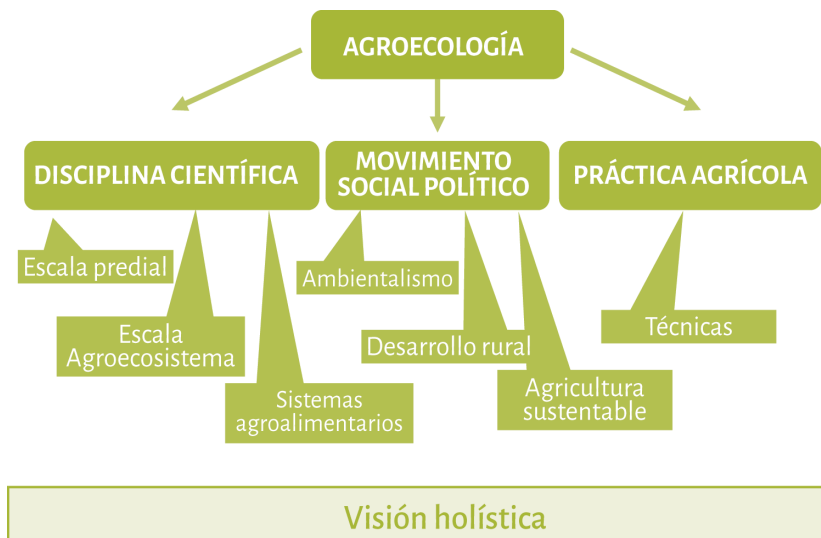 AGROECOLOGÍA
DISCIPLINA CIENTÍFICA
MOVIMIENTO
SOCIAL POLÍTICO
PRÁCTICA AGRÍCOLA
Escala predial
Escala
Agroecosistema
Sistemas
agroalimentarios
Ambientalismo
Desarrollo rural
Agricultura
sustentable
Técnicas
Visión holística